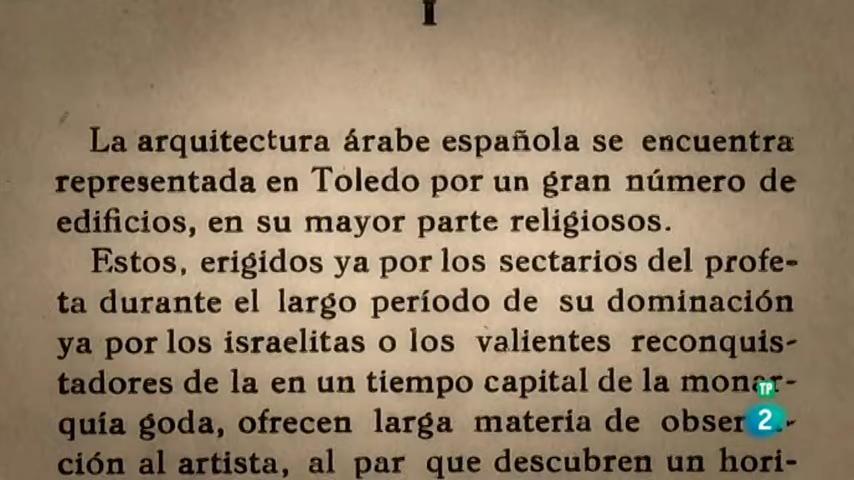 I
La arquitectura árabe española se encuentra
representada en Toledo por un gran número de
edificios, en su mayor parte religiosos.
Estos, erigidos ya por los sectarios del profe-
ta durante el largo período de su dominación
ya por los israelitas o los valientes reconquis-
tadores de la en un tiempo capital de la monar-
quía goda, ofrecen larga materia de
ción al artista, al par que descubren un hori-
TP
2